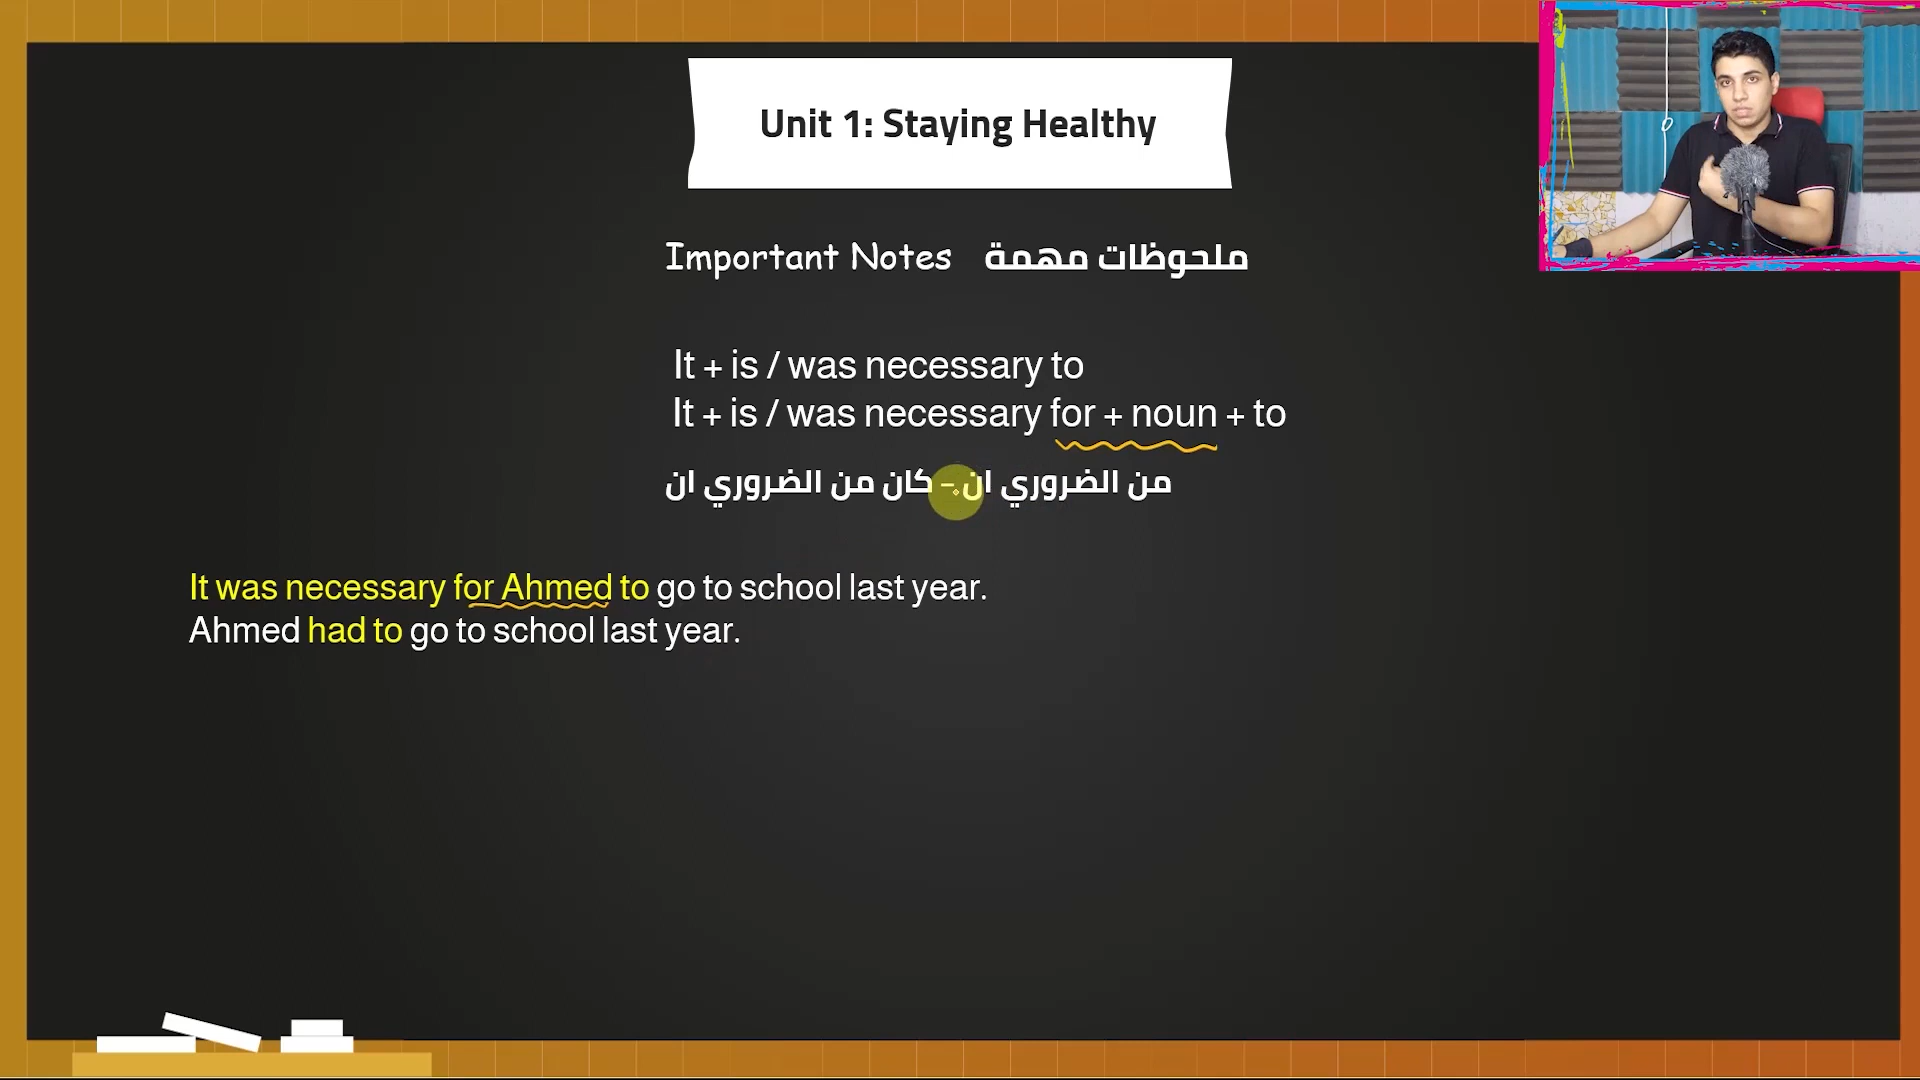 Unit 1: Staying Healthy
Important Notes ملحوظات مهمة
It + is / was necessary to
It + is / was necessary for + noun + to
من الضروري ان - كان من الضروري ان
It was necessary for Ahmed to go to school last year.
Ahmed had to go to school last year.